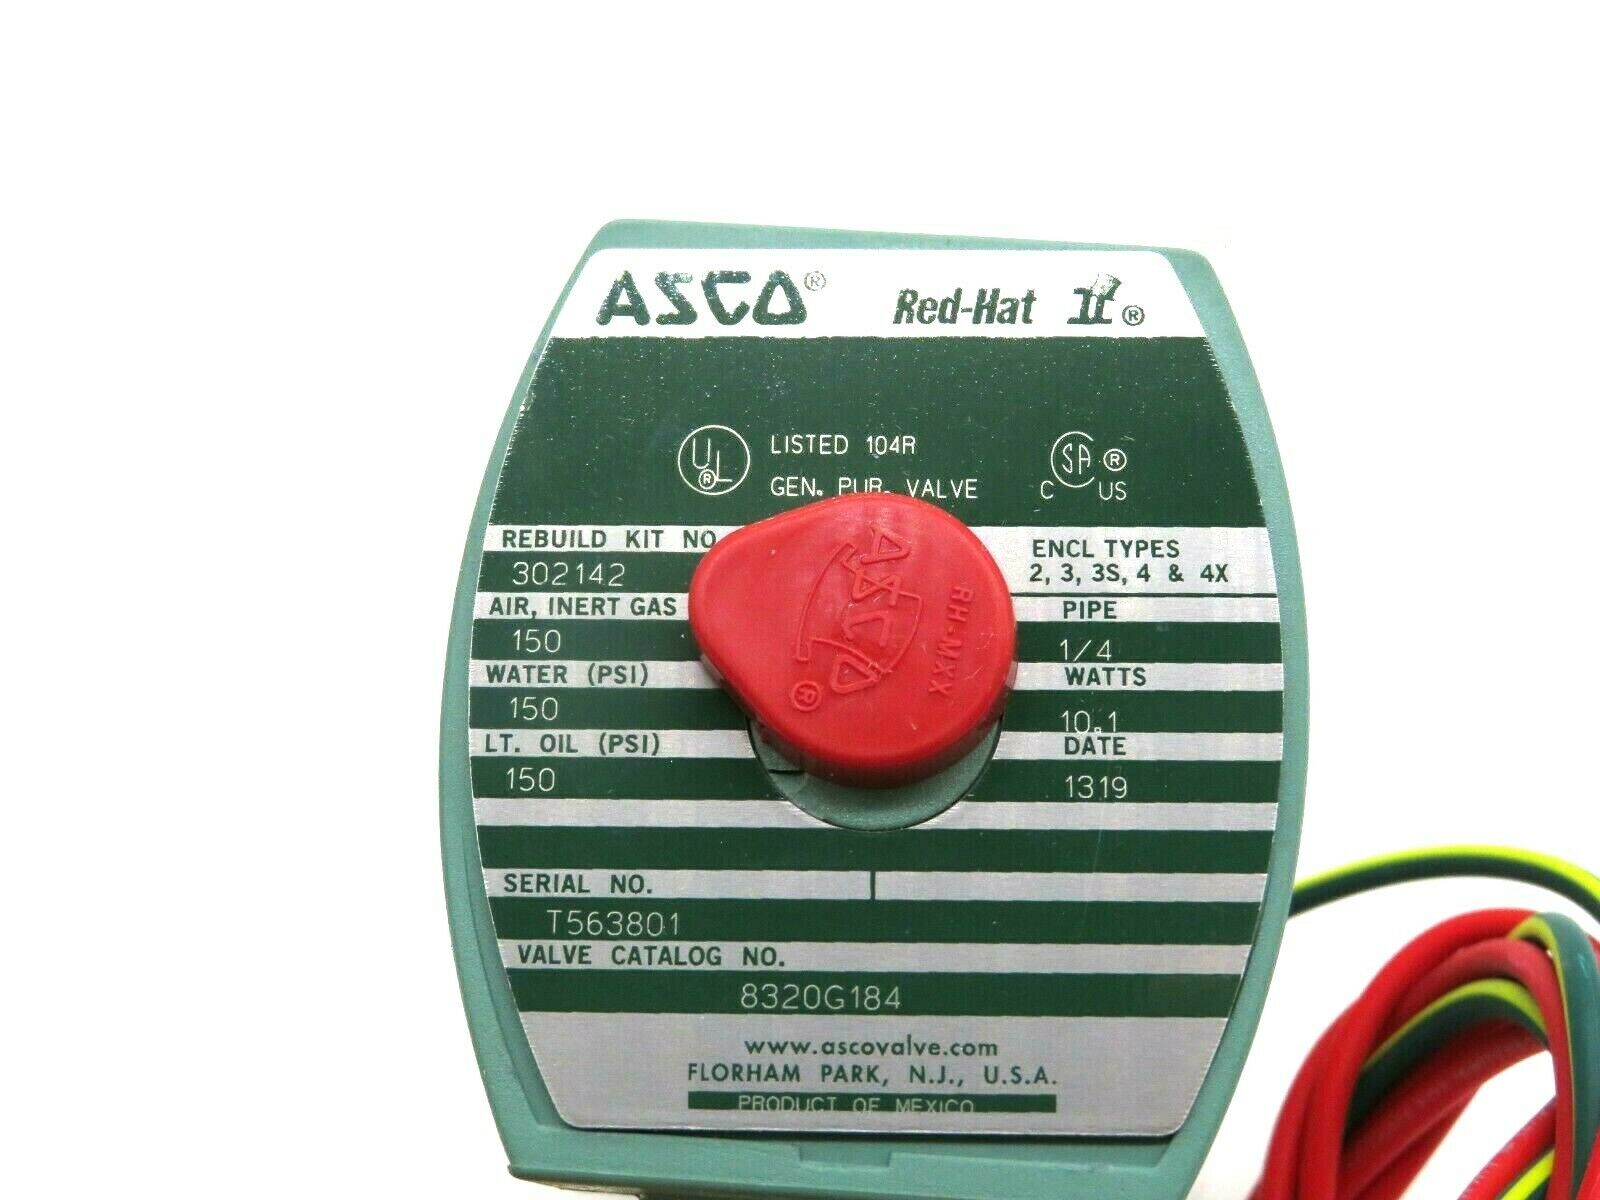 ASCO® Red-Hat II®
UL® LISTED 104R
GEN. PUR. VALVE
C SA® US
REBUILD KIT NO
302142
ENCL TYPES
2, 3, 3S, 4 & 4X
AIR, INERT GAS
150
PIPE
1/4
WATER (PSI)
150
WATTS
10.1
LT. OIL (PSI)
150
DATE
1319
ASCO®
RH-MXX
SERIAL NO.
T563801
VALVE CATALOG NO.
8320G184
www.ascovalve.com
FLORHAM PARK, N.J., U.S.A.
PRODUCT OF MEXICO